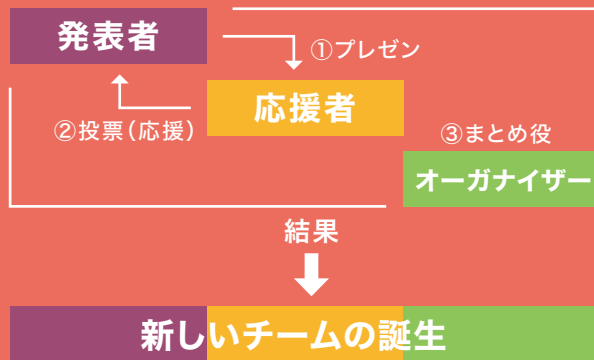 発表者
①プレゼン
応援者
②投票(応援)
③まとめ役
オーガナイザー
結果
新しいチームの誕生